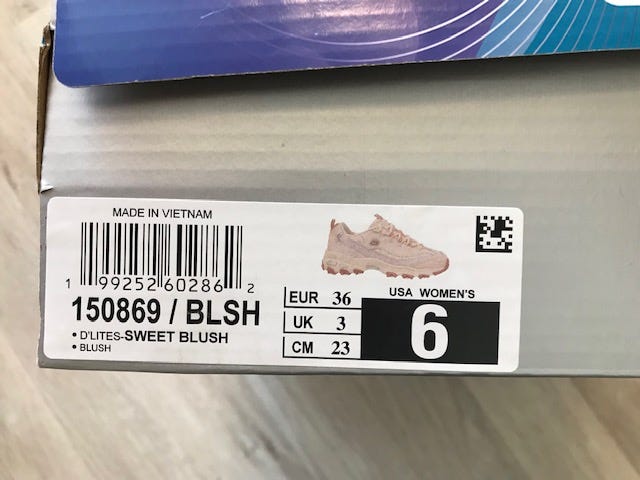 MADE IN VIETNAM
1 99252 60286 2
150869 / BLSH
• D'LITES-SWEET BLUSH
• BLUSH
EUR 36
UK 3
CM 23
USA WOMEN'S
6